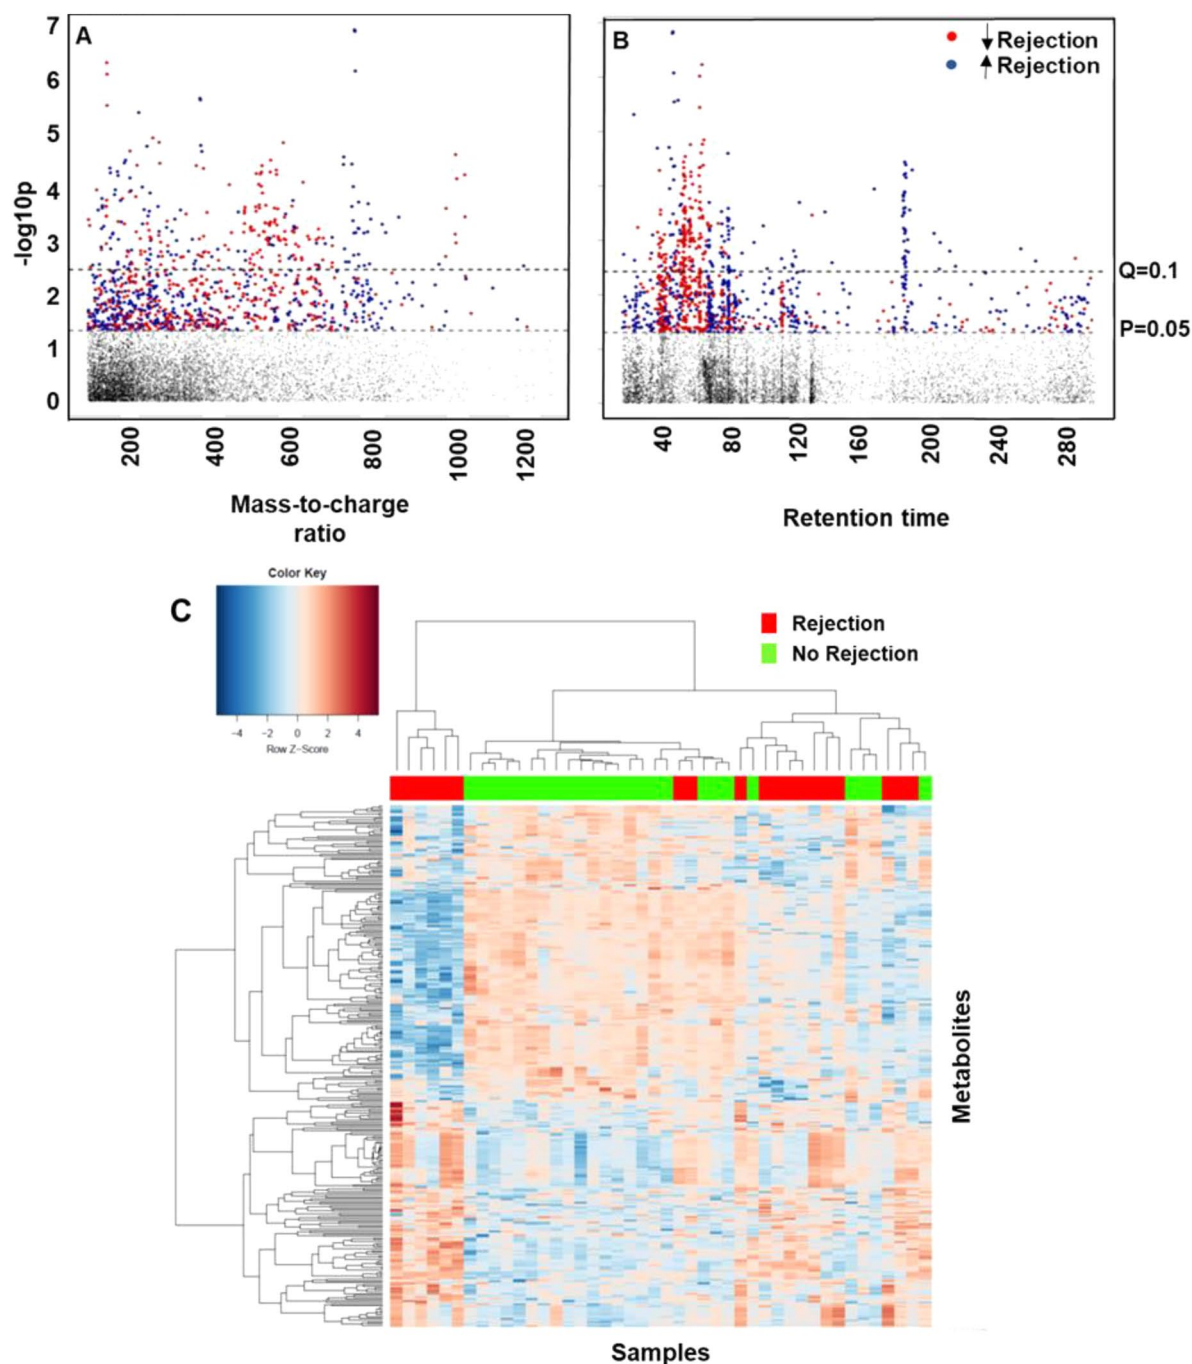 A
B
↓ Rejection
↑ Rejection
7
6
5
4
3
2
1
0
-log10p
Q=0.1
P=0.05
200
400
600
800
1000
1200
40
80
120
160
200
240
280
Mass-to-charge
ratio
Retention time
C
Color Key
-4
-2
0
2
4
Row Z-Score
Rejection
No Rejection
Metabolites
Samples